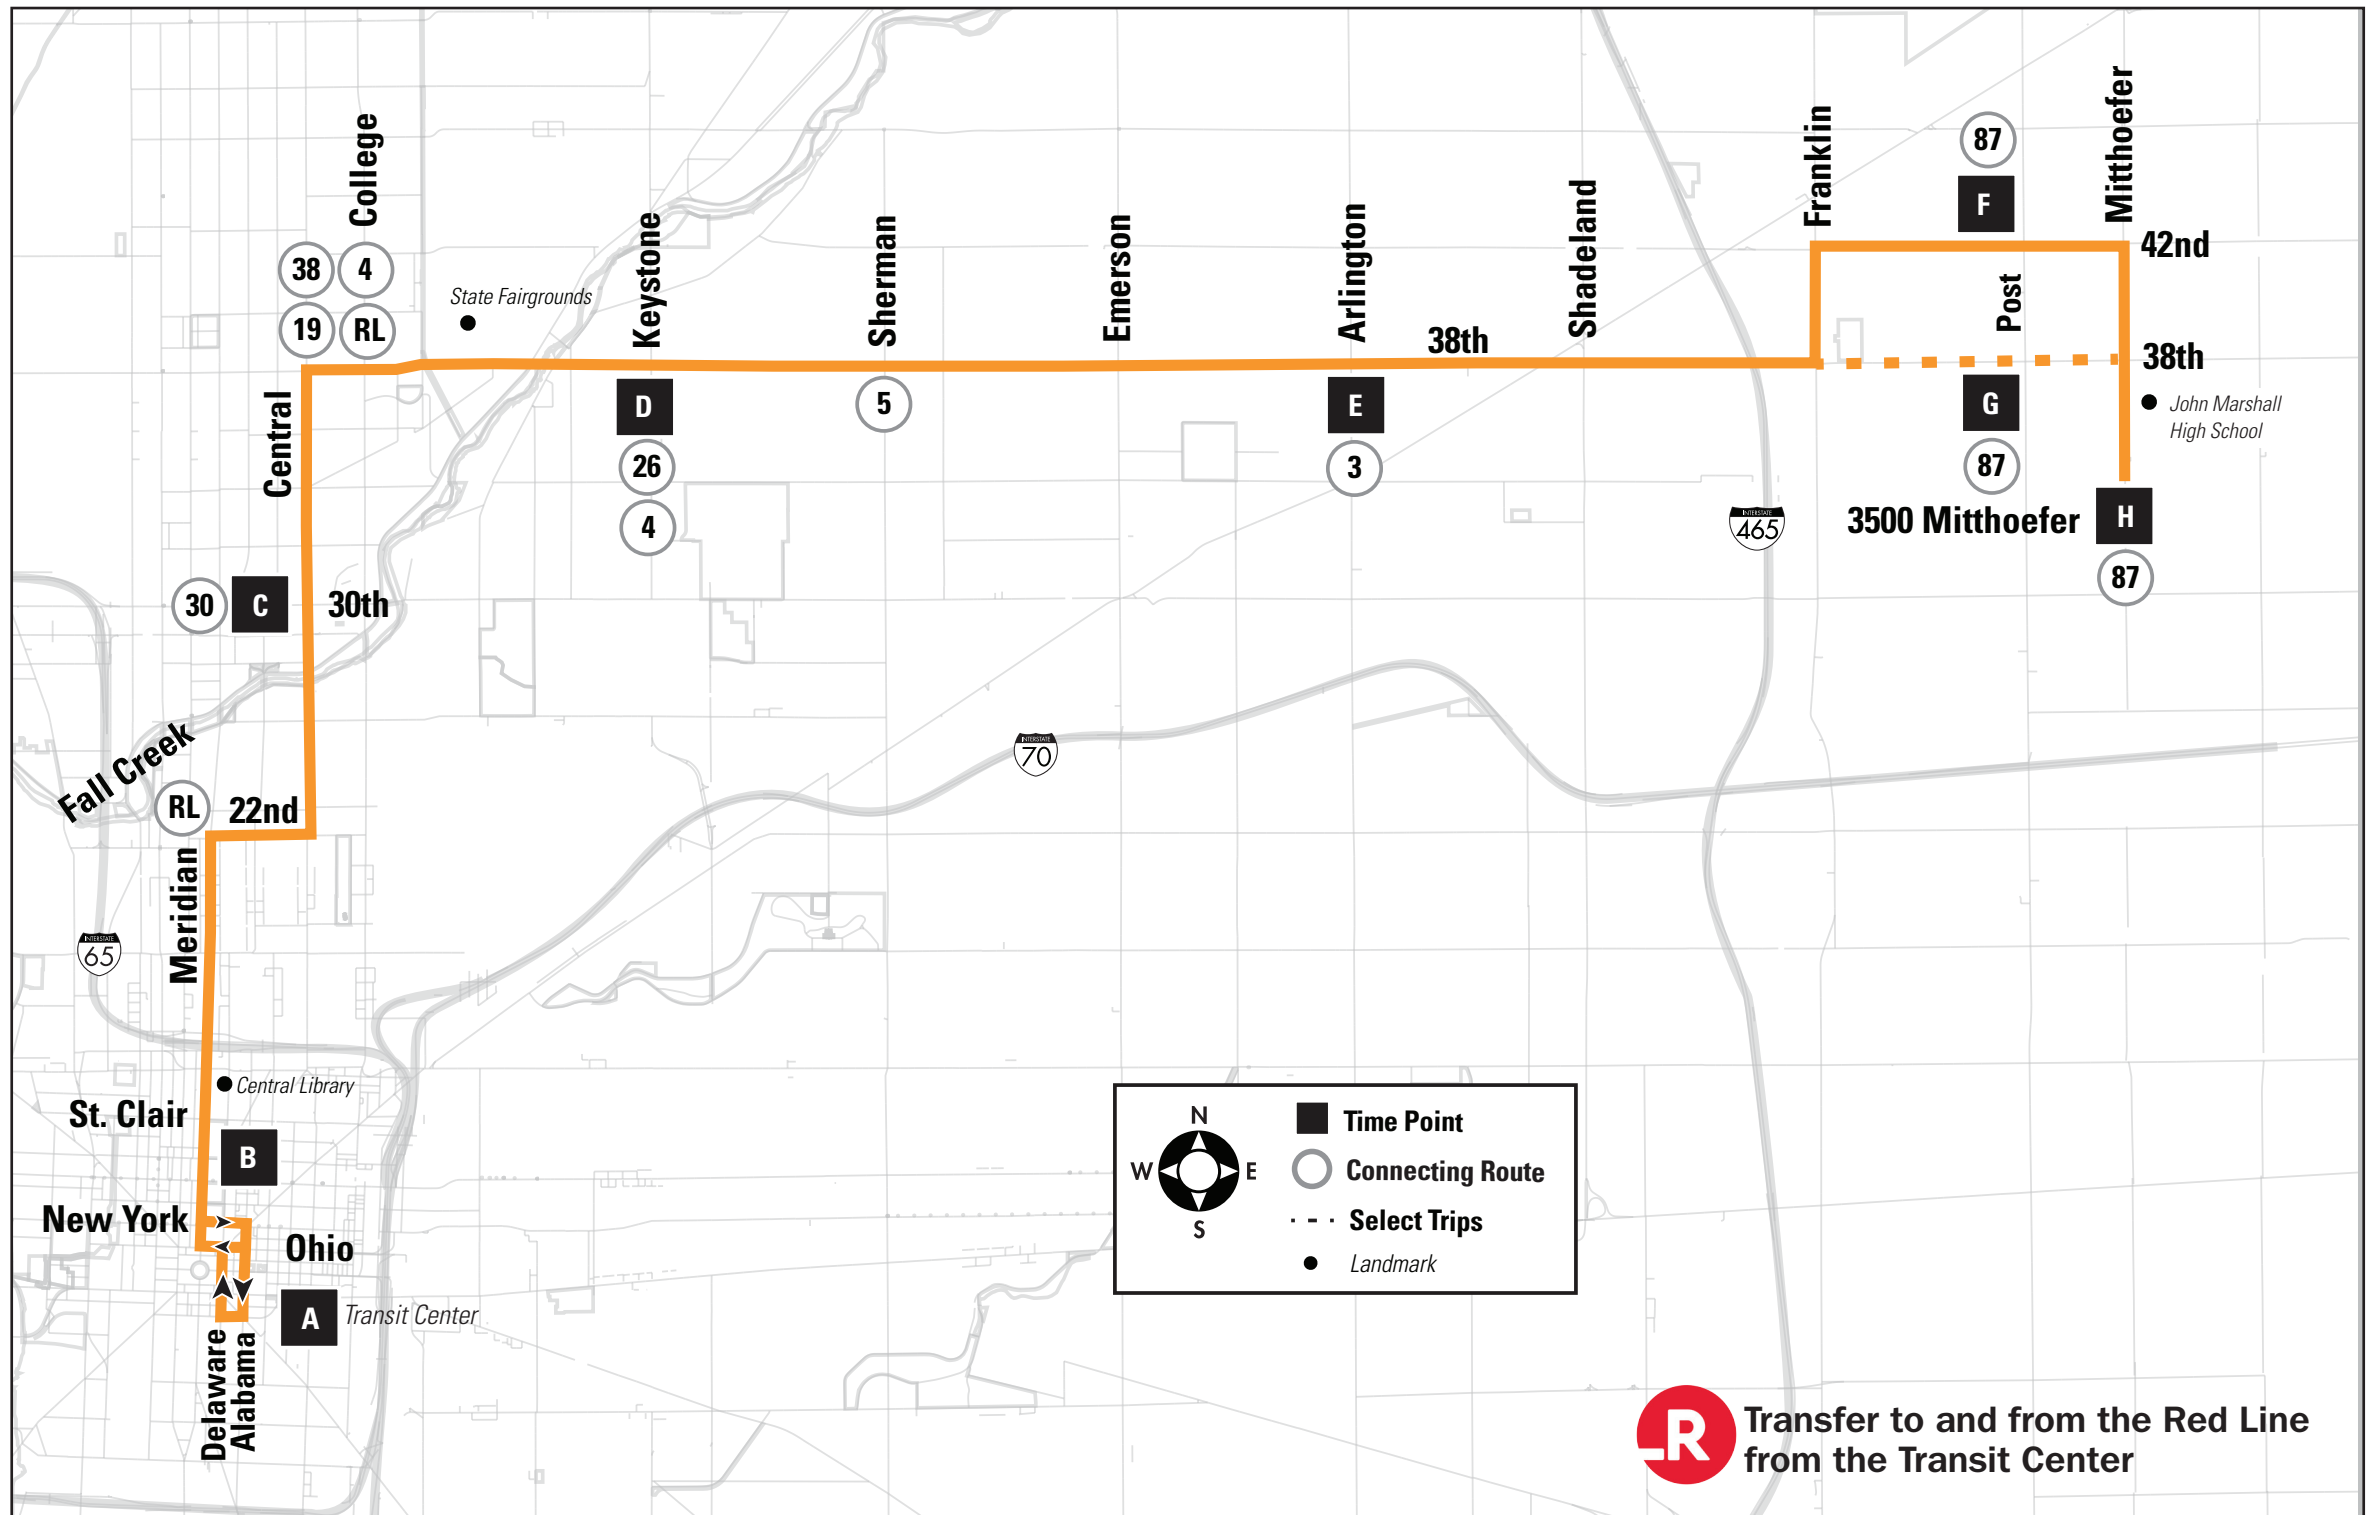 College
38
4
19
RL
State Fairgrounds
Keystone
Sherman
Emerson
Arlington
38th
Shadeland
Franklin
87
F
Mitthoefer
42nd
Post
38th
John Marshall
High School
G
87
3500 Mitthoefer
H
87
D
26
4
5
E
3
INTERSTATE
465
Central
30
C
30th
Fall Creek
RL
22nd
INTERSTATE
70
Meridian
INTERSTATE
65
Central Library
St. Clair
B
New York
Ohio
A
Transit Center
Delaware
Alabama
N
W
E
S
Time Point
Connecting Route
Select Trips
Landmark
R
Transfer to and from the Red Line
from the Transit Center